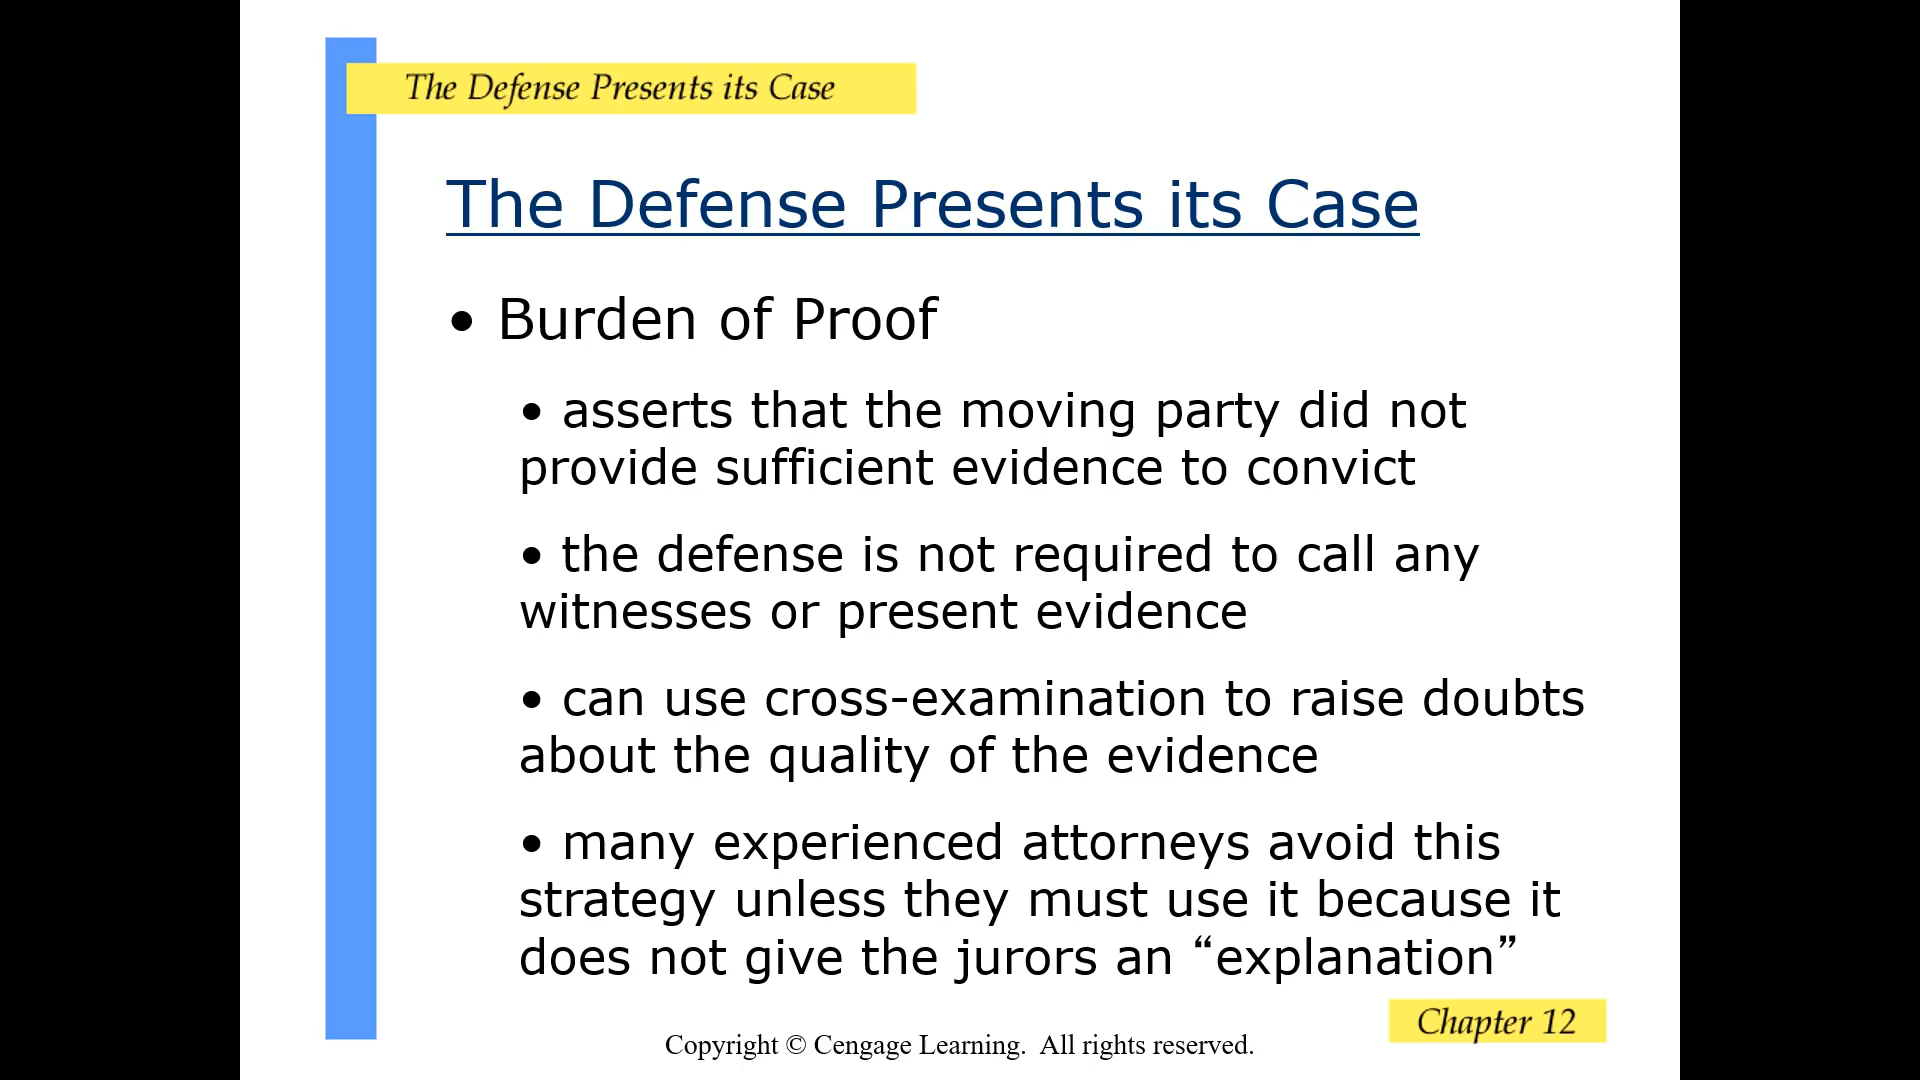 The Defense Presents its Case
The Defense Presents its Case
• Burden of Proof
• asserts that the moving party did not
provide sufficient evidence to convict
• the defense is not required to call any
witnesses or present evidence
• can use cross-examination to raise doubts
about the quality of the evidence
• many experienced attorneys avoid this
strategy unless they must use it because it
does not give the jurors an “explanation”
Chapter 12
Copyright © Cengage Learning.  All rights reserved.